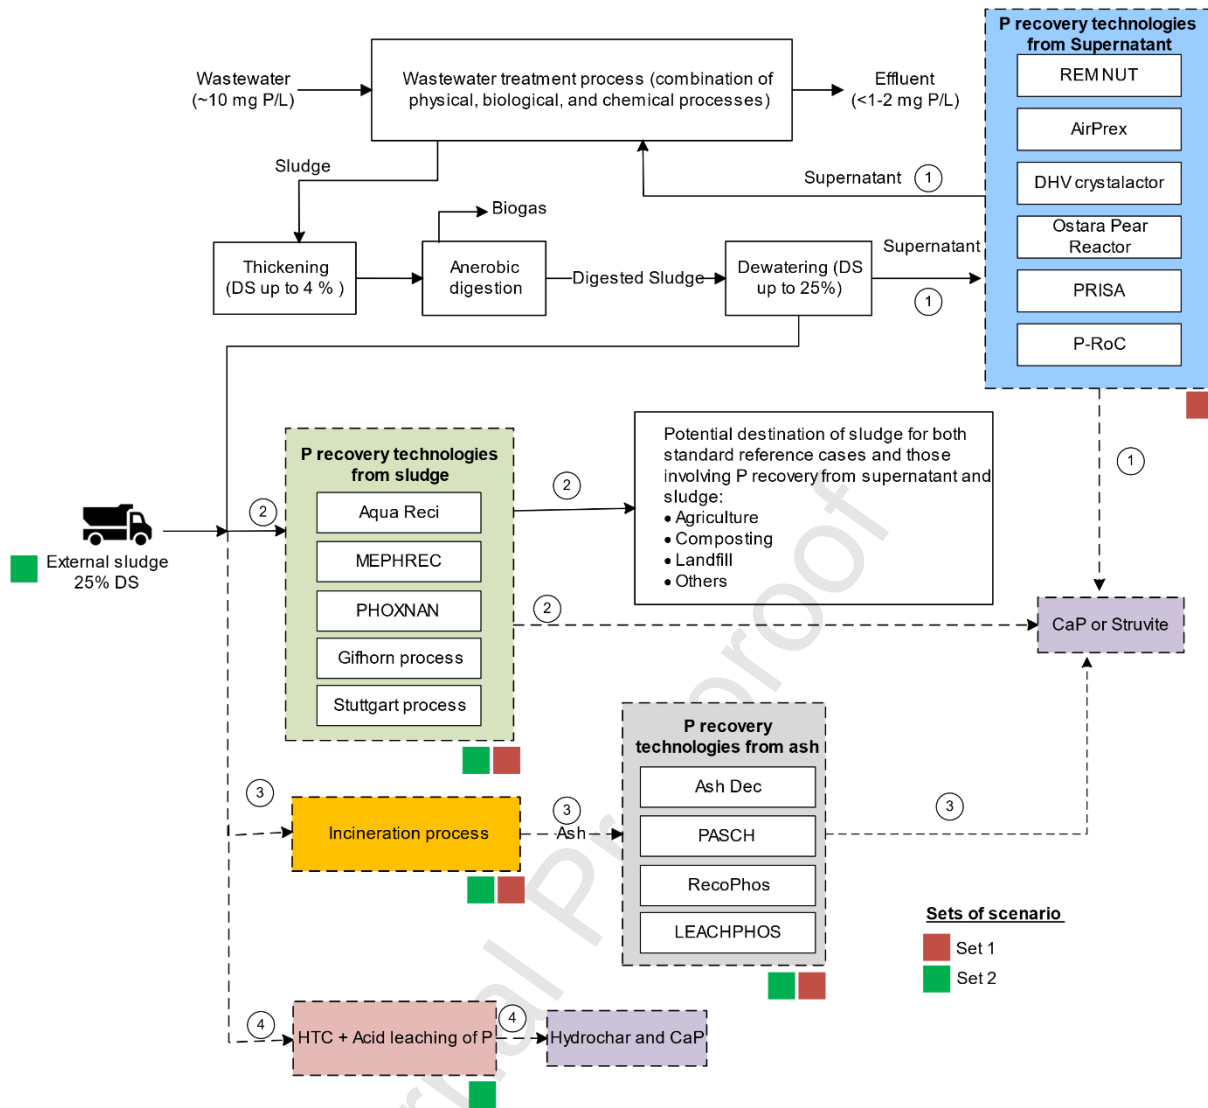 P recovery technologies
from Supernatant
REM NUT
AirPrex
DHV crystalactor
Ostara Pear
Reactor
PRISA
P-RoC
Wastewater
(~10 mg P/L)
Wastewater treatment process (combination of
physical, biological, and chemical processes)
Effluent
(<1-2 mg P/L)
Sludge
Supernatant
1
Biogas
Thickening
(DS up to 4 % )
Anerobic
digestion
Digested Sludge
Dewatering (DS
up to 25%)
Supernatant
1
1
P recovery technologies
from sludge
Aqua Reci
MEPHREC
PHOXNAN
Gifhorn process
Stuttgart process
2
2
Potential destination of sludge for both
standard reference cases and those
involving P recovery from supernatant and
sludge:
• Agriculture
• Composting
• Landfill
• Others
External sludge
25% DS
2
CaP or Struvite
P recovery
technologies from ash
Ash Dec
PASCH
RecoPhos
LEACHPHOS
3
Incineration process
3
Ash
3
Sets of scenario
Set 1
Set 2
4
HTC + Acid leaching of P
4
Hydrochar and CaP
rnal Pr
proof